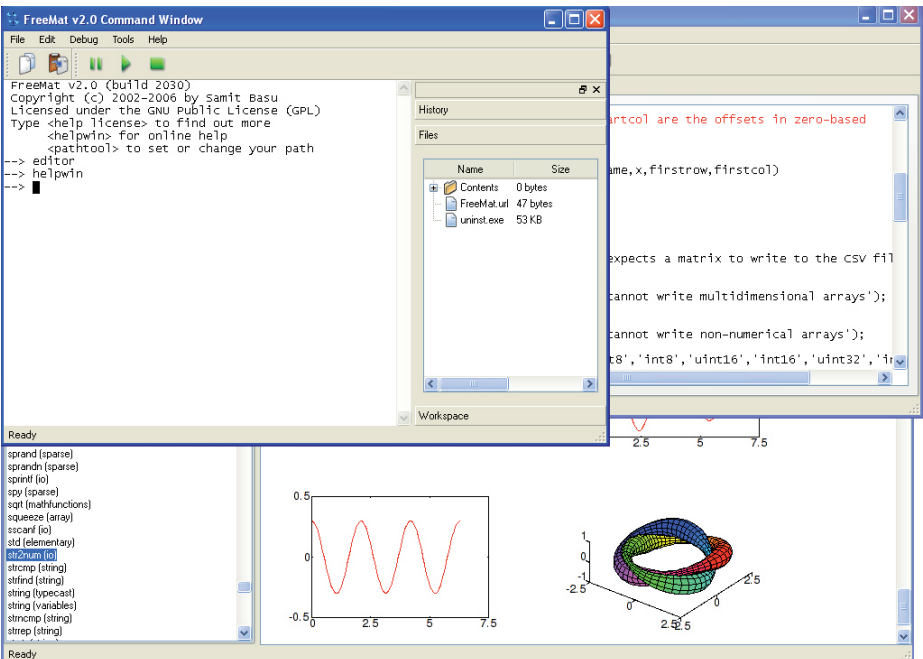 FreeMat v2.0 Command Window
File Edit Debug Tools Help
FreeMat v2.0 (build 2030)
Copyright (c) 2002-2006 by Samit Basu
Licensed under the GNU Public License (GPL)
Type <help license> to find out more
<helpwin> for online help
<pathtool> to set or change your path
--> editor
--> helpwin
-->
History
Files
Name Size
Contents 0 bytes
FreeMat.url 47 bytes
uninst.exe 53 KB
Workspace
Ready
artcol are the offsets in zero-based
ame,x,firstrow,firstcol)
expects a matrix to write to the CSV fil
cannot write multidimensional arrays');
cannot write non-numerical arrays');
t8','int8','uint16','int16','uint32','in
sprand (sparse)
sprandn (sparse)
sprintf (io)
spy (sparse)
sqrt (mathfunctions)
squeeze (array)
sscanf (io)
std (elementary)
str2num (io)
strcmp (string)
strfind (string)
string (typecast)
string (variables)
strncmp (string)
strrep (string)
Ready
2.5 5 7.5
0.5
0
-0.5
0 2.5 5 7.5
1
0
-1
-2.5
0
2.5
2.5
0
2.5